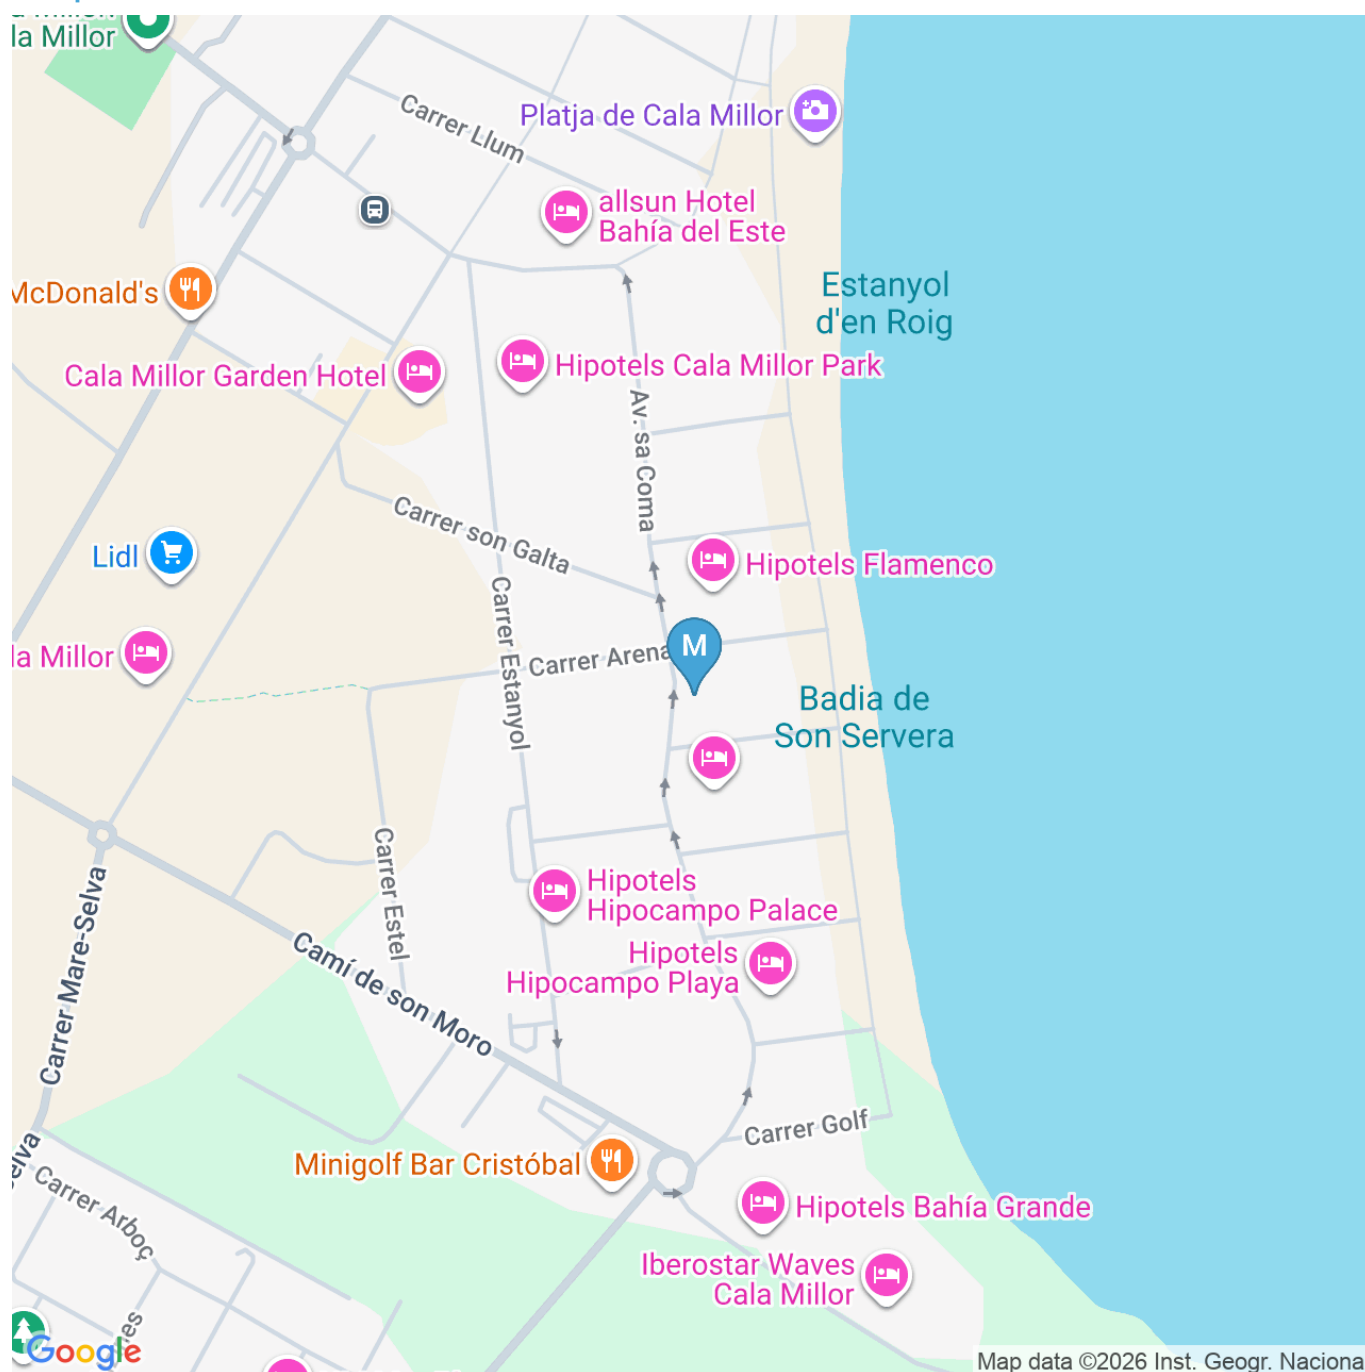 la Millor
Platja de Cala Millor
Carrer Llum
allsun Hotel
Bahía del Este
McDonald's
Estanyol
d'en Roig
Cala Millor Garden Hotel
Hipotels Cala Millor Park
Av. sa Coma
Carrer son Galta
Lidl
Hipotels Flamenco
Carrer Estanyol
Carrer Arena
M
la Millor
Badia de
Son Servera
Carrer Estel
Carrer Mare-Selva
Hipotels
Hipocampo Palace
Hipotels
Hipocampo Playa
Camí de son Moro
Carrer Golf
Minigolf Bar Cristóbal
selva
Carrer Arboç
Hipotels Bahía Grande
Iberostar Waves
Cala Millor
Google
Map data ©2026 Inst. Geogr. Naciona